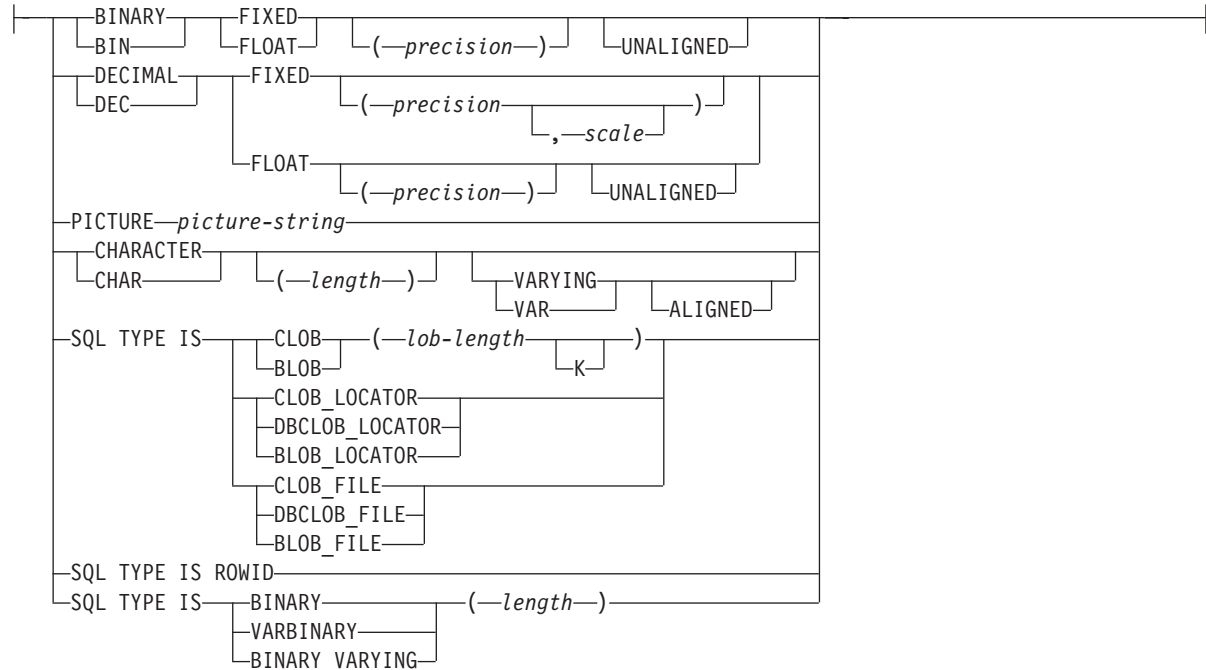 BINARY FIXED
BIN FLOAT ( precision ) UNALIGNED
DECIMAL FIXED
DEC ( precision )
, scale
FLOAT
( precision ) UNALIGNED
PICTURE picture-string
CHARACTER
CHAR ( length ) VARYING
VAR ALIGNED
SQL TYPE IS CLOB ( lob-length )
BLOB K
CLOB_LOCATOR
DBCLOB_LOCATOR
BLOB_LOCATOR
CLOB_FILE
DBCLOB_FILE
BLOB_FILE
SQL TYPE IS ROWID
SQL TYPE IS BINARY ( length )
VARBINARY
BINARY VARYING